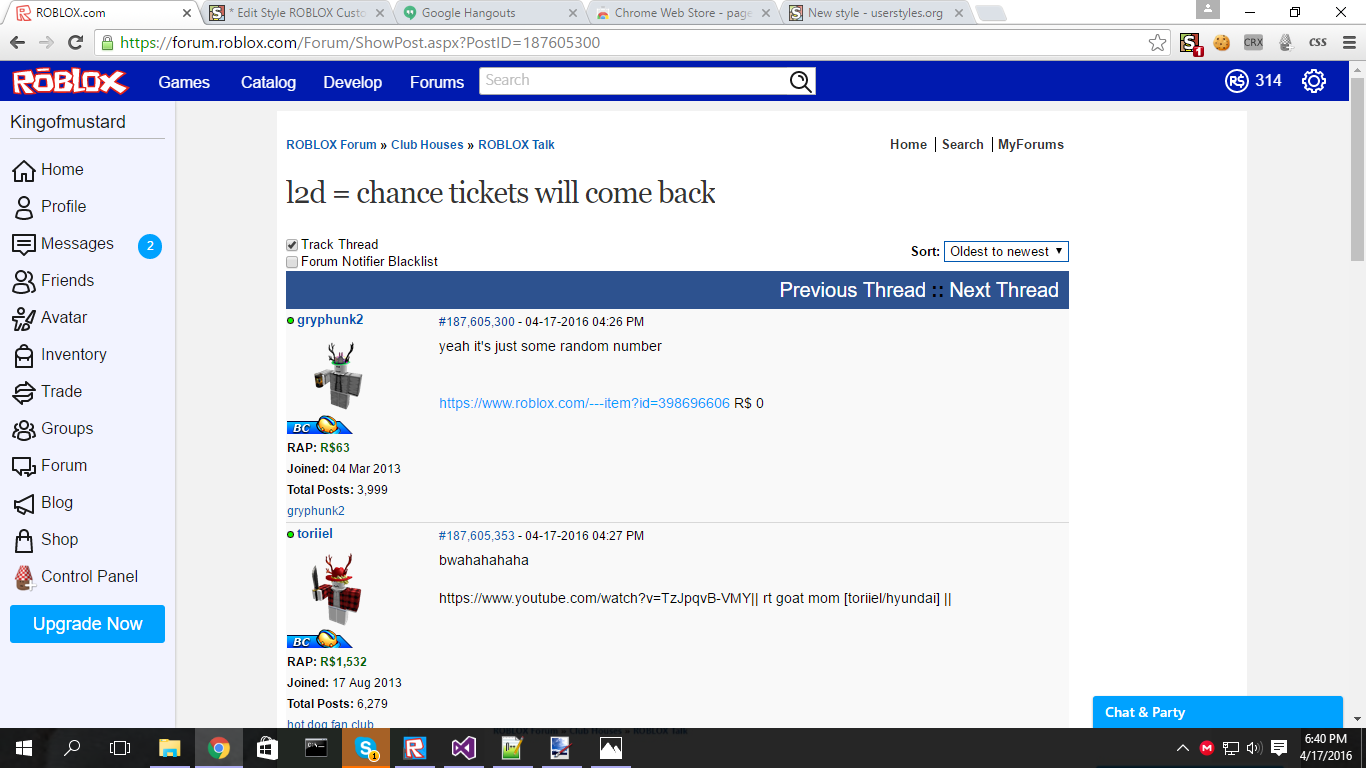 ROBLOX.com
* Edit Style ROBLOX Custo
Google Hangouts
Chrome Web Store - page
New style - userstyles.org
https://forum.roblox.com/Forum/ShowPost.aspx?PostID=187605300
S 1 CRX css
ROBLOX Games Catalog Develop Forums Search R$ 314
Kingofmustard
Home
Profile
Messages 2
Friends
Avatar
Inventory
Trade
Groups
Forum
Blog
Shop
Control Panel
Upgrade Now
ROBLOX Forum » Club Houses » ROBLOX Talk
Home Search MyForums
l2d = chance tickets will come back
Track Thread
Forum Notifier Blacklist
Sort: Oldest to newest
Previous Thread :: Next Thread
gryphunk2
BC
RAP: R$63
Joined: 04 Mar 2013
Total Posts: 3,999
gryphunk2
#187,605,300 - 04-17-2016 04:26 PM
yeah it's just some random number
https://www.roblox.com/---item?id=398696606 R$ 0
toriiel
BC
RAP: R$1,532
Joined: 17 Aug 2013
Total Posts: 6,279
hot dog fan club
#187,605,353 - 04-17-2016 04:27 PM
bwahahahaha
https://www.youtube.com/watch?v=TzJpqvB-VMY|| rt goat mom [toriiel/hyundai] ||
Chat & Party
ROBLOX Forum » Club Houses » ROBLOX Talk
6:40 PM
4/17/2016